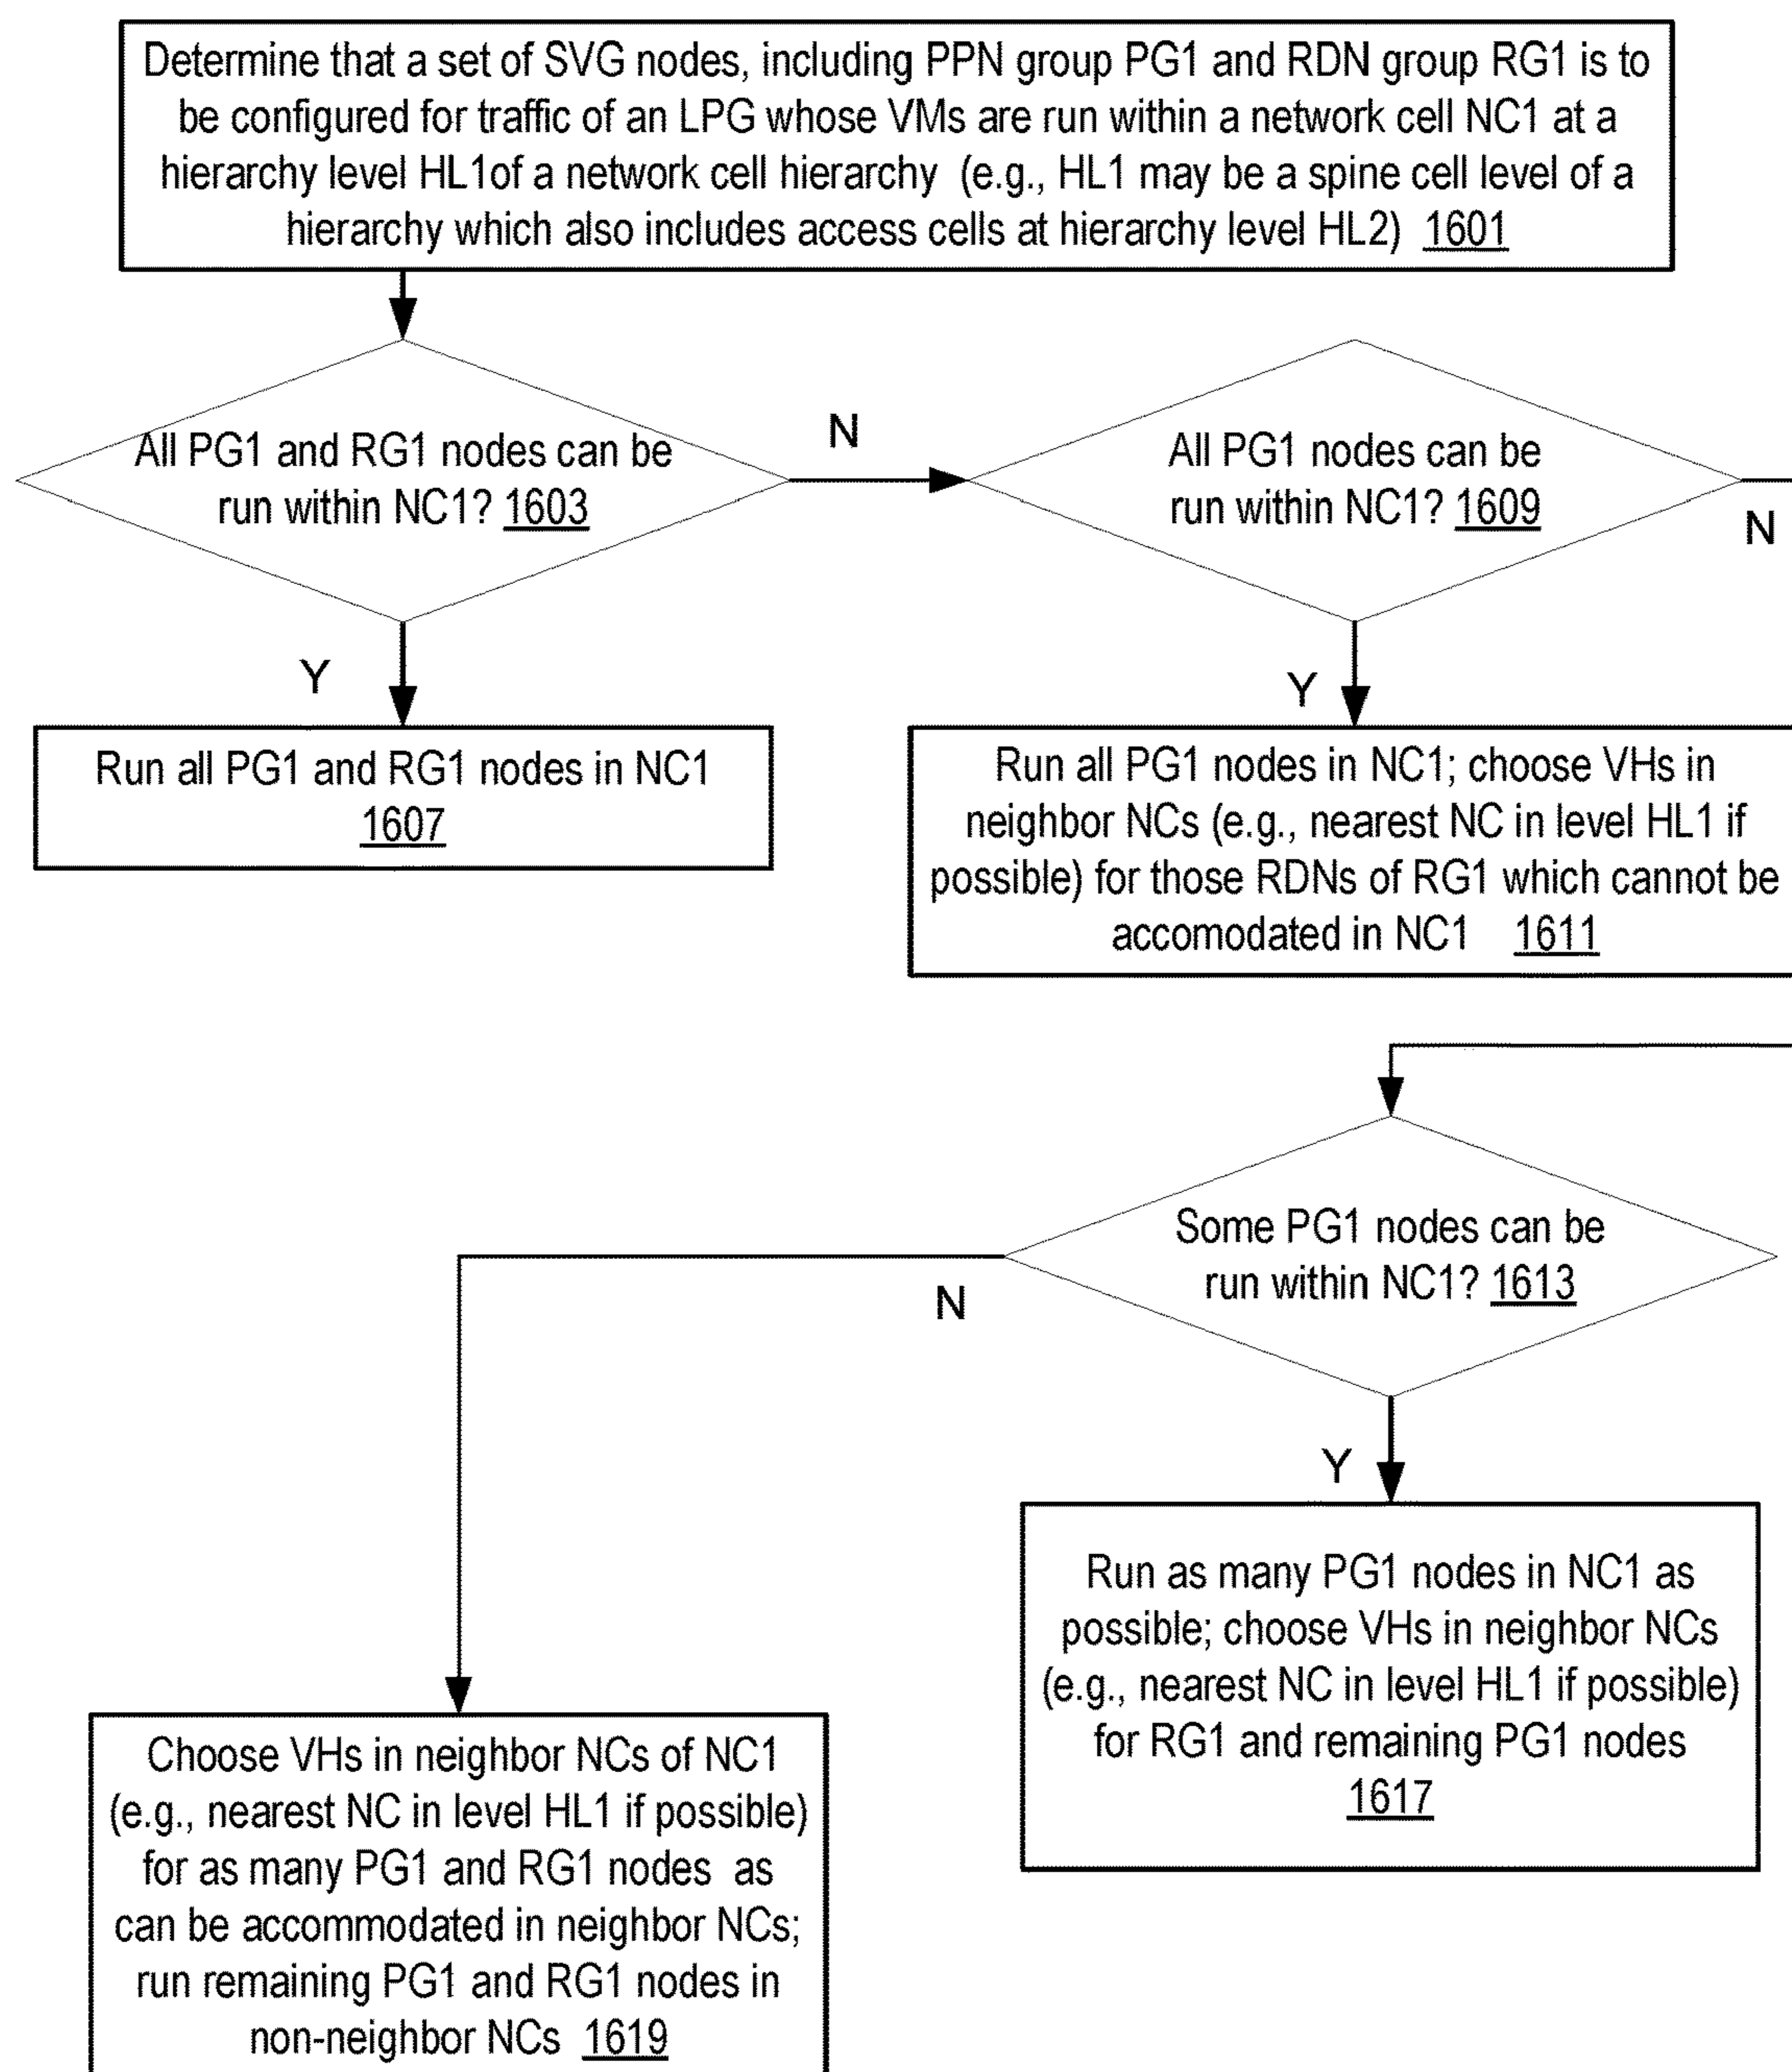 Determine that a set of SVG nodes, including PPN group PG1 and RDN group RG1 is to
be configured for traffic of an LPG whose VMs are run within a network cell NC1 at a
hierarchy level HL1of a network cell hierarchy (e.g., HL1 may be a spine cell level of a
hierarchy which also includes access cells at hierarchy level HL2) 1601
All PG1 and RG1 nodes can be
run within NC1? 1603
N
All PG1 nodes can be
run within NC1? 1609
N
Y
Y
Run all PG1 and RG1 nodes in NC1
1607
Run all PG1 nodes in NC1; choose VHs in
neighbor NCs (e.g., nearest NC in level HL1 if
possible) for those RDNs of RG1 which cannot be
accomodated in NC1 1611
Some PG1 nodes can be
run within NC1? 1613
N
Y
Run as many PG1 nodes in NC1 as
possible; choose VHs in neighbor NCs
(e.g., nearest NC in level HL1 if possible)
for RG1 and remaining PG1 nodes
1617
Choose VHs in neighbor NCs of NC1
(e.g., nearest NC in level HL1 if possible)
for as many PG1 and RG1 nodes as
can be accommodated in neighbor NCs;
run remaining PG1 and RG1 nodes in
non-neighbor NCs 1619